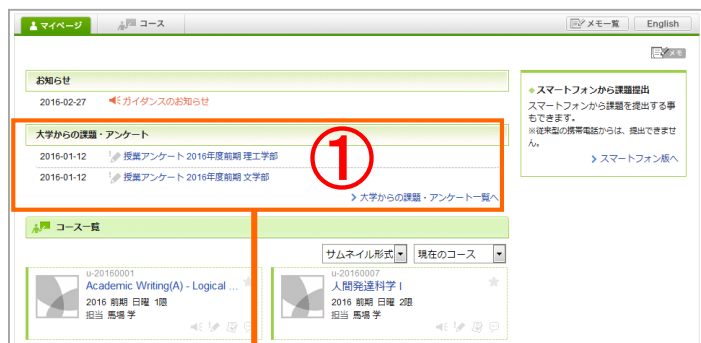 マイページ
コース
メモ一覧
English
メモ
お知らせ
2016-02-27 ガイダンスのお知らせ
大学からの課題・アンケート
2016-01-12 授業アンケート 2016年度前期 理工学部
2016-01-12 授業アンケート 2016年度前期 文学部
大学からの課題・アンケート一覧へ
①
スマートフォンから課題提出
スマートフォンから課題を提出する事
もできます。
※従来型の携帯電話からは、提出できませ
ん。
スマートフォン版へ
コース一覧
サムネイル形式
現在のコース
u-20160001
Academic Writing(A) - Logical ...
2016 前期 日曜 1限
担当 馬場 学
u-20160007
人間発達科学 I
2016 前期 日曜 2限
担当 馬場 学